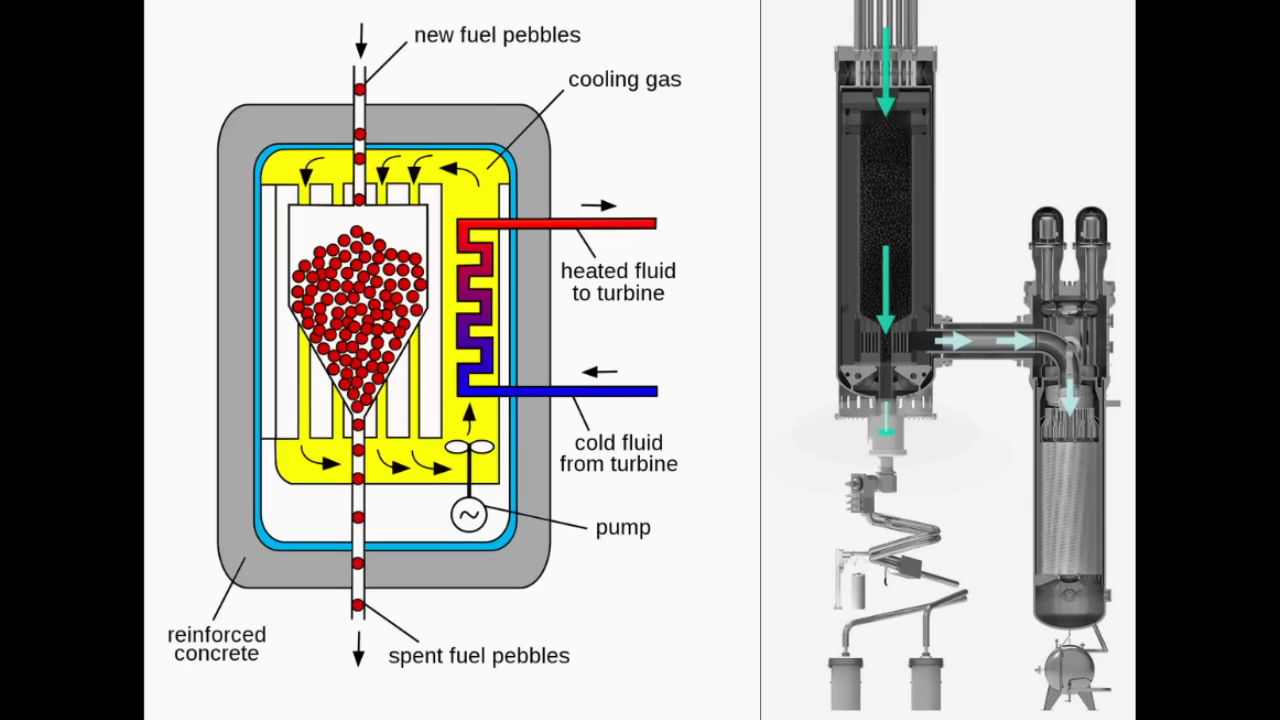 new fuel pebbles
cooling gas
heated fluid
to turbine
cold fluid
from turbine
pump
reinforced
concrete
spent fuel pebbles